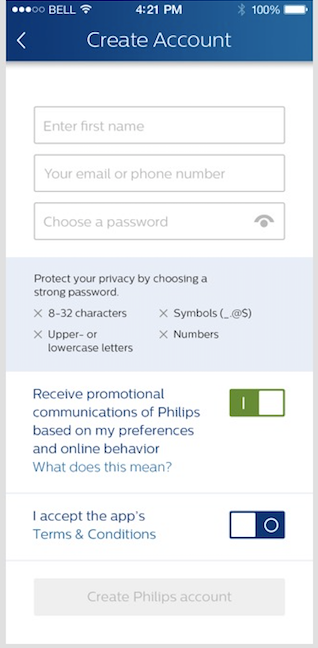 BELL 4:21 PM 100%
Create Account
Enter first name
Your email or phone number
Choose a password
Protect your privacy by choosing a
strong password.
8-32 characters Symbols (_.@$)
Upper- or Numbers
lowercase letters
Receive promotional
communications of Philips
based on my preferences
and online behavior
What does this mean?
I accept the app's
Terms & Conditions
Create Philips account